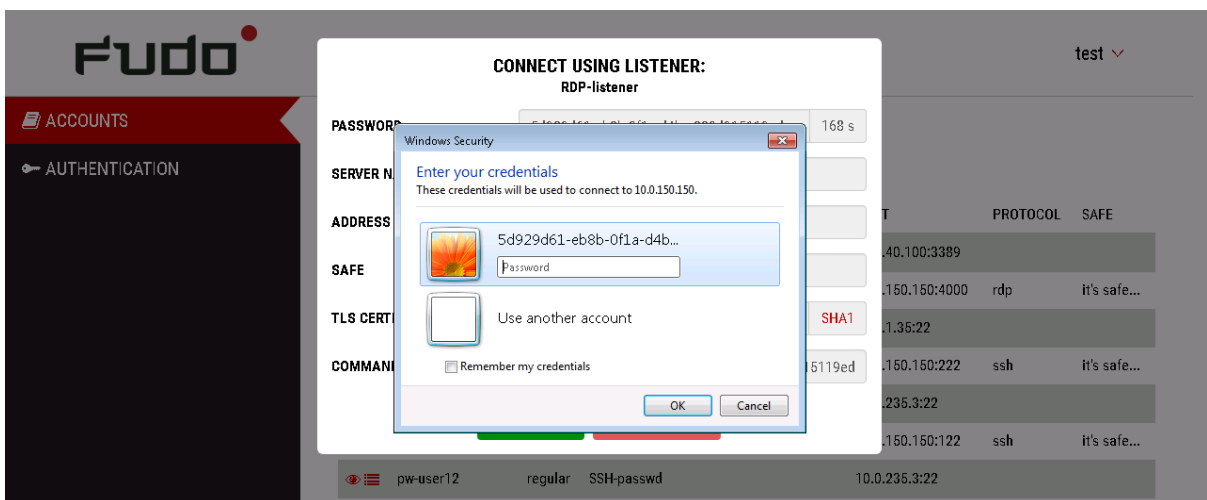 FUDO
test
CONNECT USING LISTENER:
RDP-listener
ACCOUNTS
AUTHENTICATION
168 s
Windows Security
Enter your credentials
These credentials will be used to connect to 10.0.150.150.
SERVER
ADDRESS
PROTOCOL SAFE
5d929d61-eb8b-0f1a-d4b...
Password
.40.100:3389
SAFE
.150.150:4000 rdp it's safe...
TLS
Use another account
SHA1
.1.35:22
Remember my credentials
15119ed
.150.150:222 ssh it's safe...
OK Cancel
.235.3:22
.150.150:122 ssh it's safe...
pw-user12 regular SSH-passwd 10.0.235.3:22